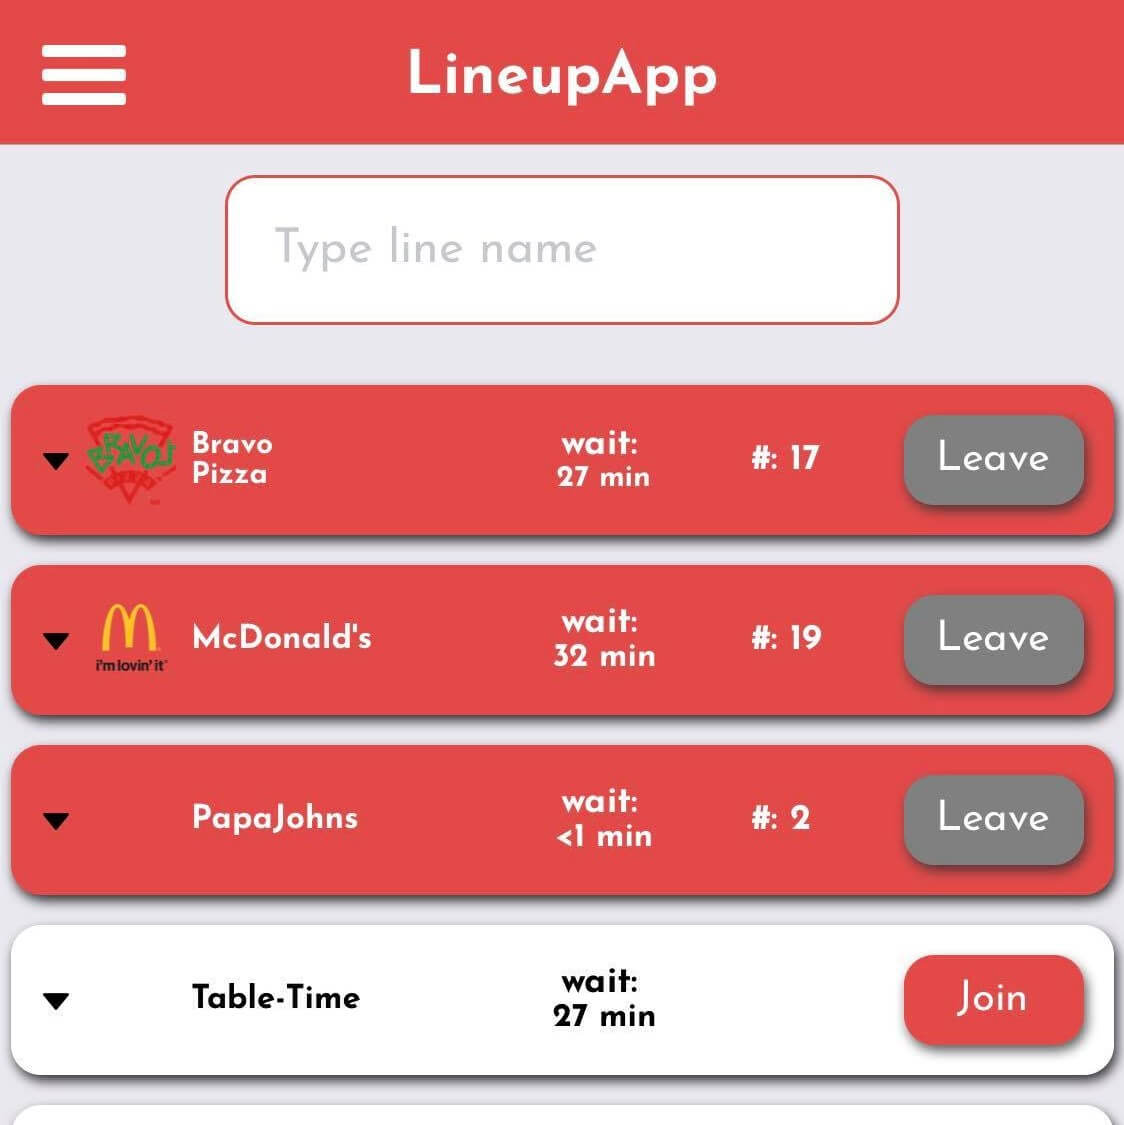 LineupApp
Type line name
BRAVO!
Bravo
Pizza
wait:
27 min
#: 17
Leave
i'm lovin' it
McDonald's
wait:
32 min
#: 19
Leave
PapaJohns
wait:
<1 min
#: 2
Leave
Table-Time
wait:
27 min
Join